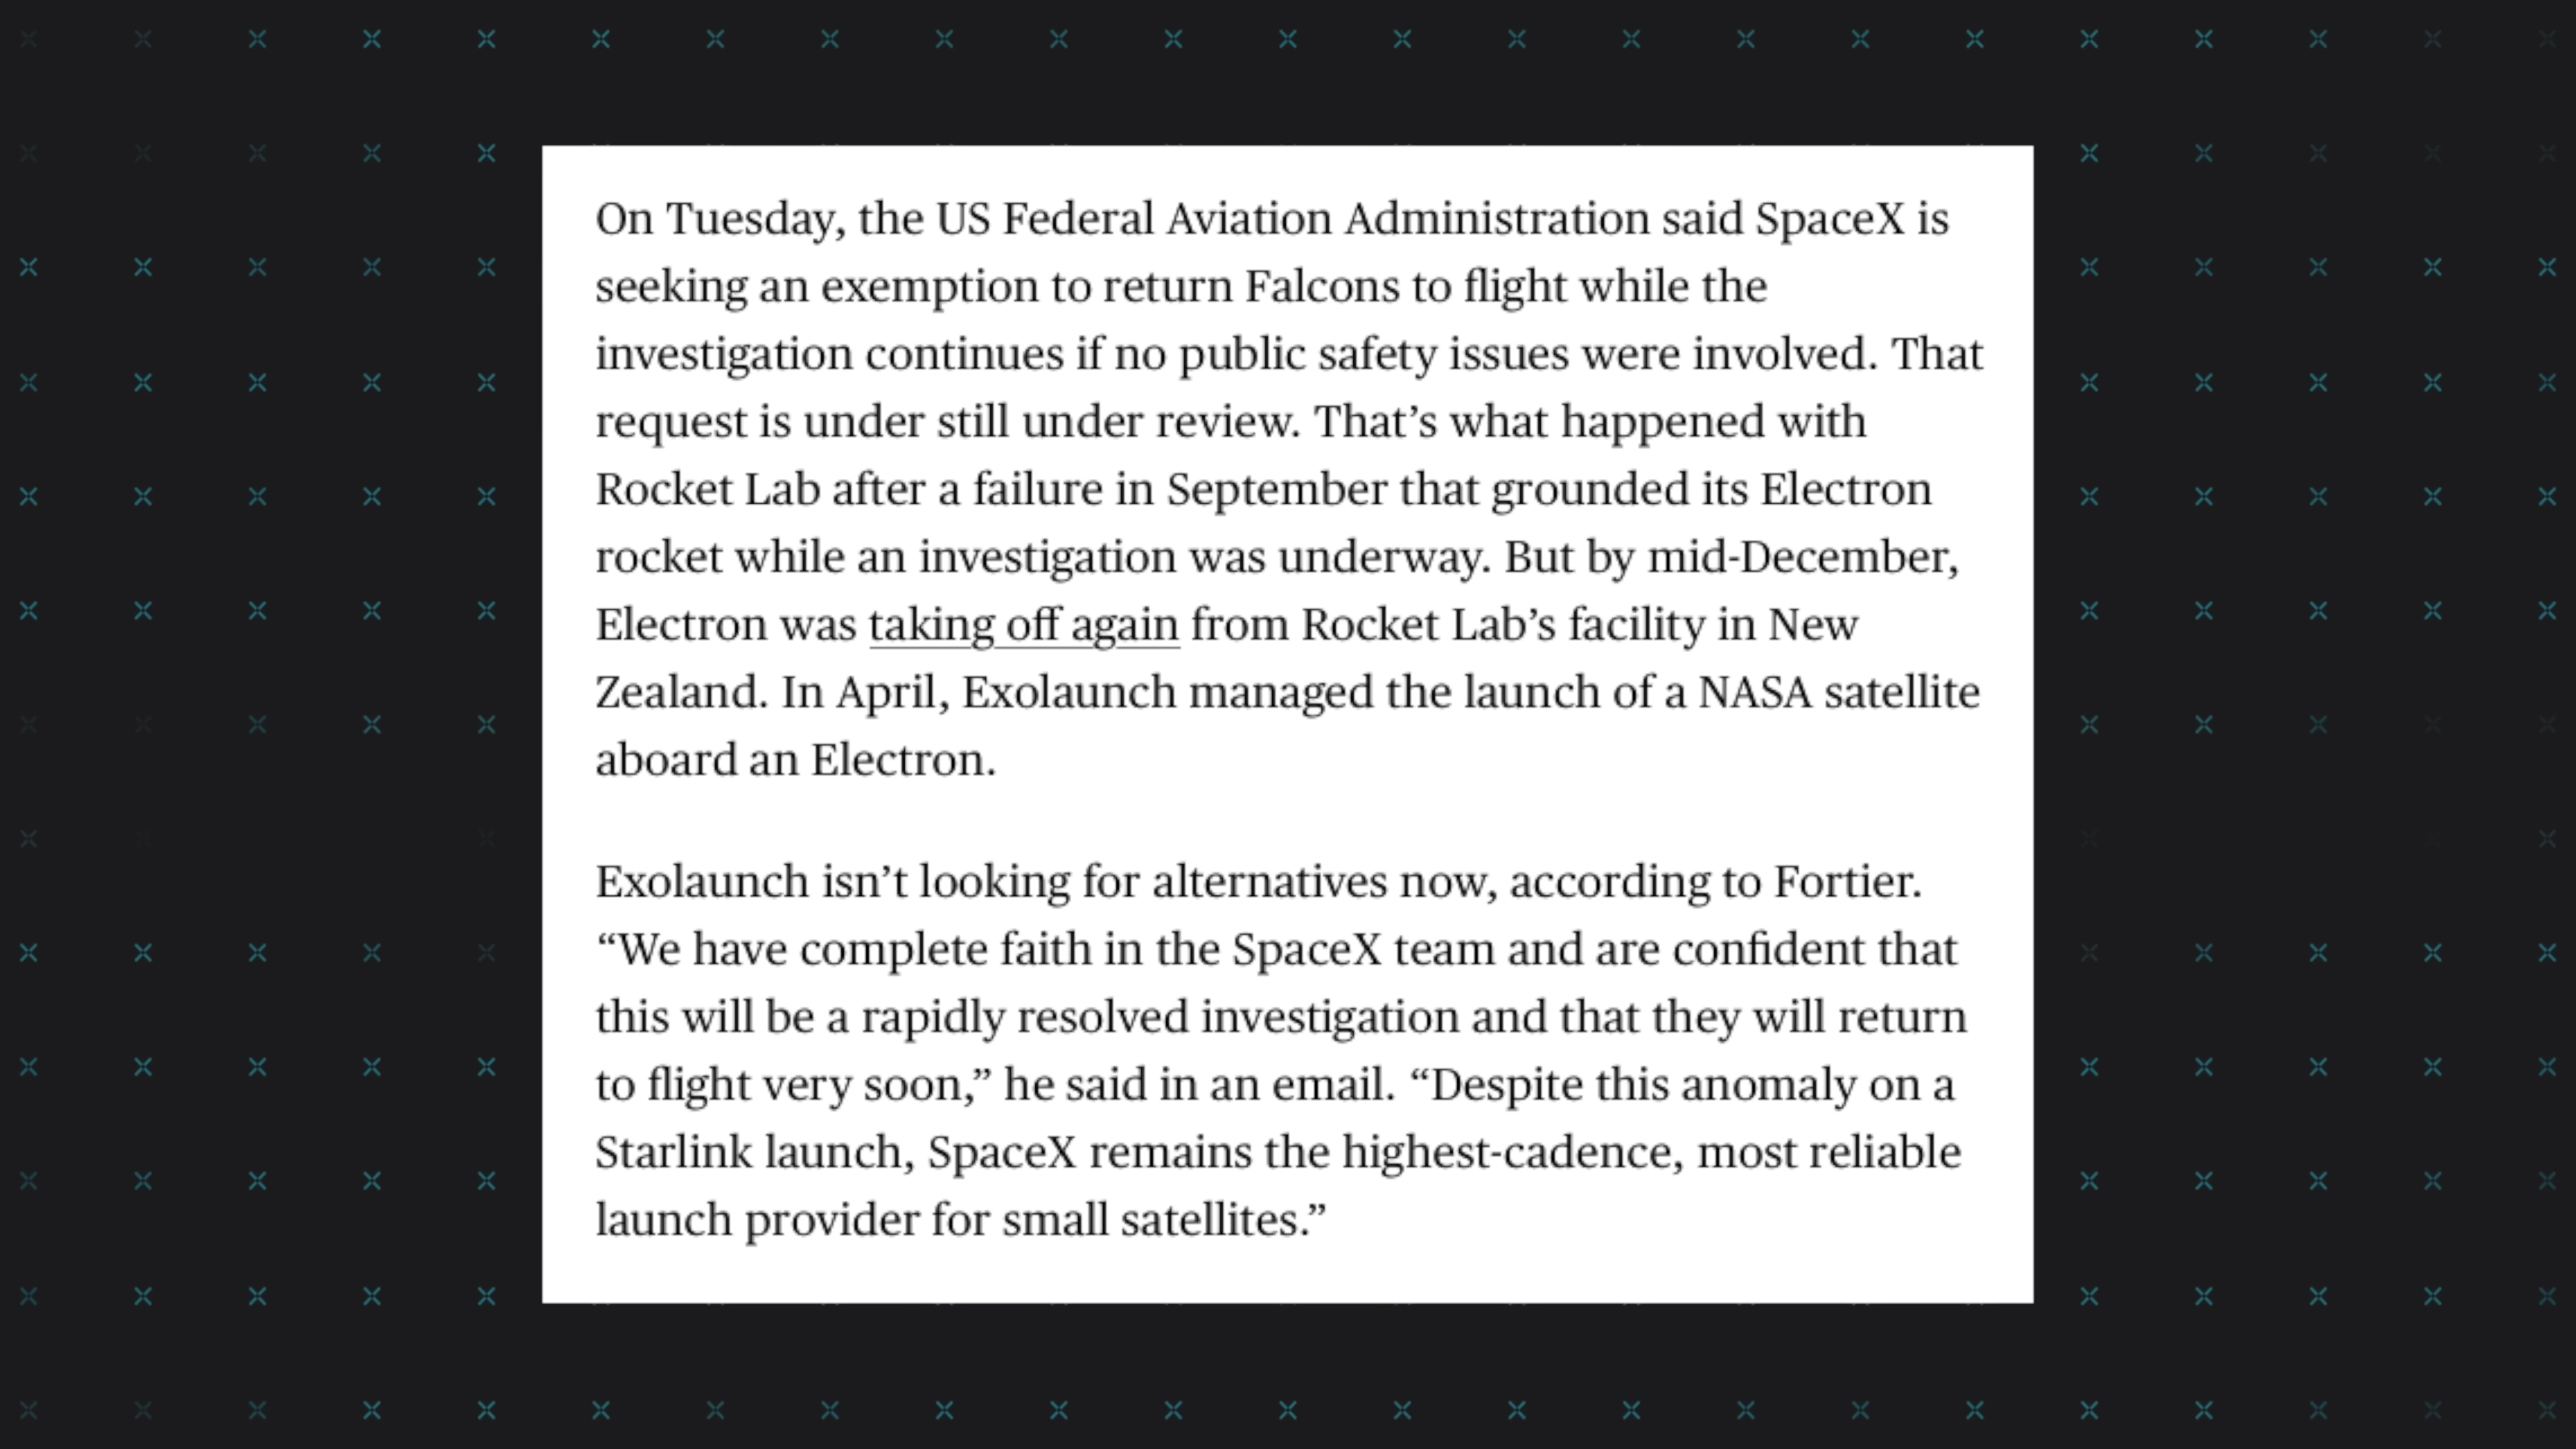 On Tuesday, the US Federal Aviation Administration said SpaceX is
seeking an exemption to return Falcons to flight while the
investigation continues if no public safety issues were involved. That
request is under still under review. That’s what happened with
Rocket Lab after a failure in September that grounded its Electron
rocket while an investigation was underway. But by mid-December,
Electron was taking off again from Rocket Lab’s facility in New
Zealand. In April, Exolaunch managed the launch of a NASA satellite
aboard an Electron.
Exolaunch isn’t looking for alternatives now, according to Fortier.
“We have complete faith in the SpaceX team and are confident that
this will be a rapidly resolved investigation and that they will return
to flight very soon,” he said in an email. “Despite this anomaly on a
Starlink launch, SpaceX remains the highest-cadence, most reliable
launch provider for small satellites.”